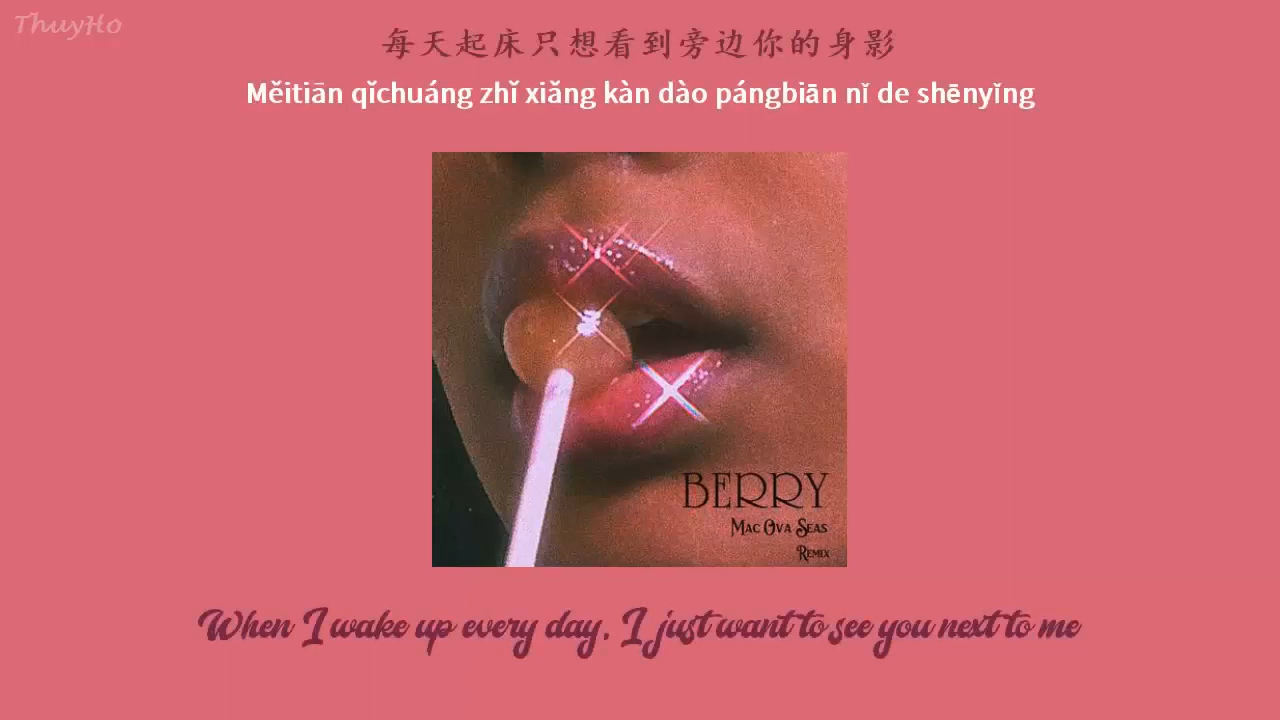 ThuyHo
每天起床只想看到旁边你的身影
Měitiān qǐchuáng zhǐ xiǎng kàn dào pángbiān nǐ de shēnyǐng
BERRY
Mac Ova Seas
Remix
When I wake up every day, I just want to see you next to me